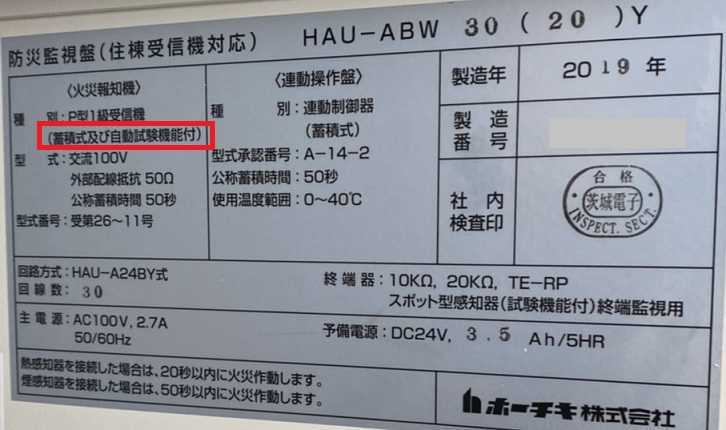 防災監視盤(住棟受信機対応) HAU-ABW 30(20)Y
〈火災報知機〉
種 別:P型1級受信機
(蓄積式及び自動試験機能付)
型 式:交流100V
外部配線抵抗 50Ω
公称蓄積時間 50秒
型式番号:受第26〜11号
〈連動操作盤〉
種 別:連動制御器
(蓄積式)
型式承認番号:A-14-2
公称蓄積時間:50秒
使用温度範囲:0〜40℃
製造年 2019年
製造番号
社内検査印
合格
茨城電子
INSPECT. SECT.
回路方式:HAU-A24BY式
回線数:30
終端器:10KΩ, 20KΩ, TE-RP
スポット型感知器(試験機能付)終端監視用
主電源:AC100V, 2.7A
50/60Hz
予備電源:DC24V, 3.5 Ah/5HR
熱感知器を接続した場合は、20秒以内に火災作動します。
煙感知器を接続した場合は、50秒以内に火災作動します。
ホーチキ株式会社